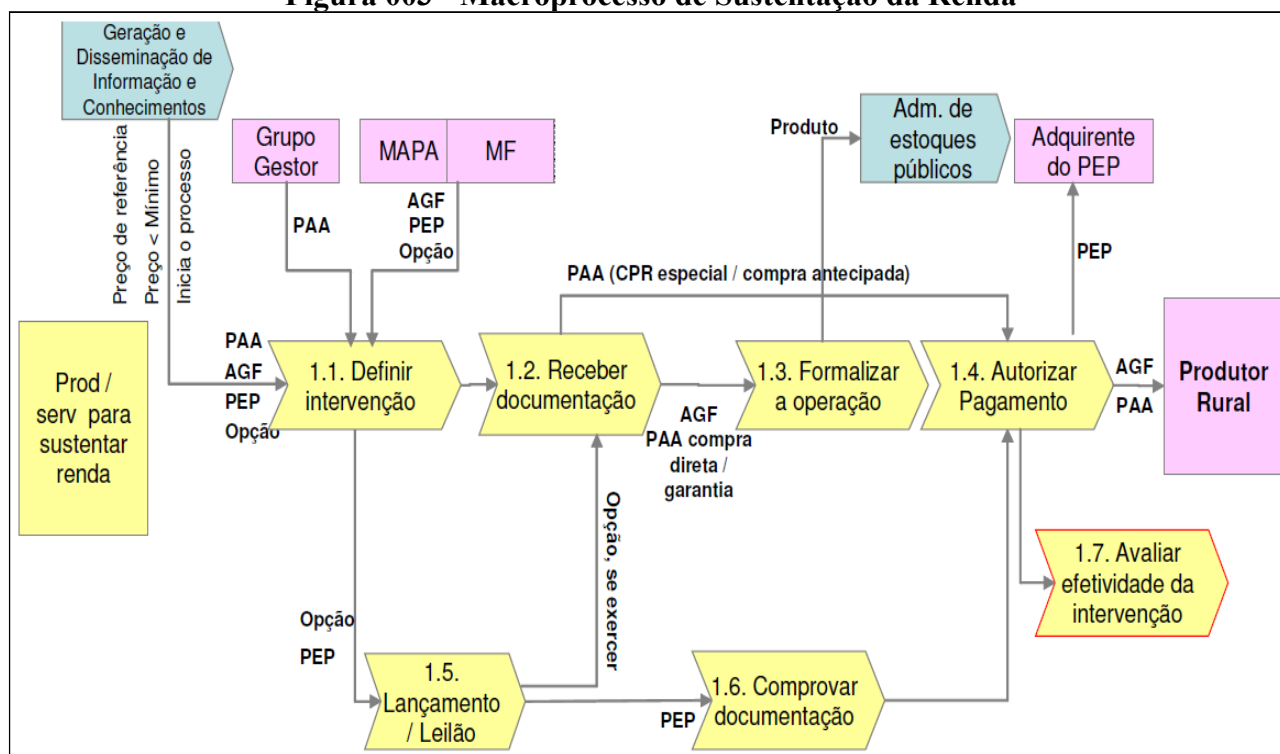 Figura 003 - Macroprocesso de Sustentação da Renda
Geração e
Disseminação de
Informação e
Conhecimentos
Preço de referência
Preço < Mínimo
Inicia o processo
Grupo
Gestor
PAA
MAPA
MF
AGF
PEP
Opção
Produto
Adm. de
estoques
públicos
Adquirente
do PEP
PEP
PAA (CPR especial / compra antecipada)
Prod /
serv para
sustentar
renda
PAA
AGF
PEP
Opção
1.1. Definir
intervenção
1.2. Receber
documentação
AGF
PAA compra
direta /
garantia
1.3. Formalizar
a operação
1.4. Autorizar
Pagamento
AGF
PAA
Produtor
Rural
Opção, se exercer
1.7. Avaliar
efetividade da
intervenção
Opção
PEP
1.5.
Lançamento
/ Leilão
PEP
1.6. Comprovar
documentação